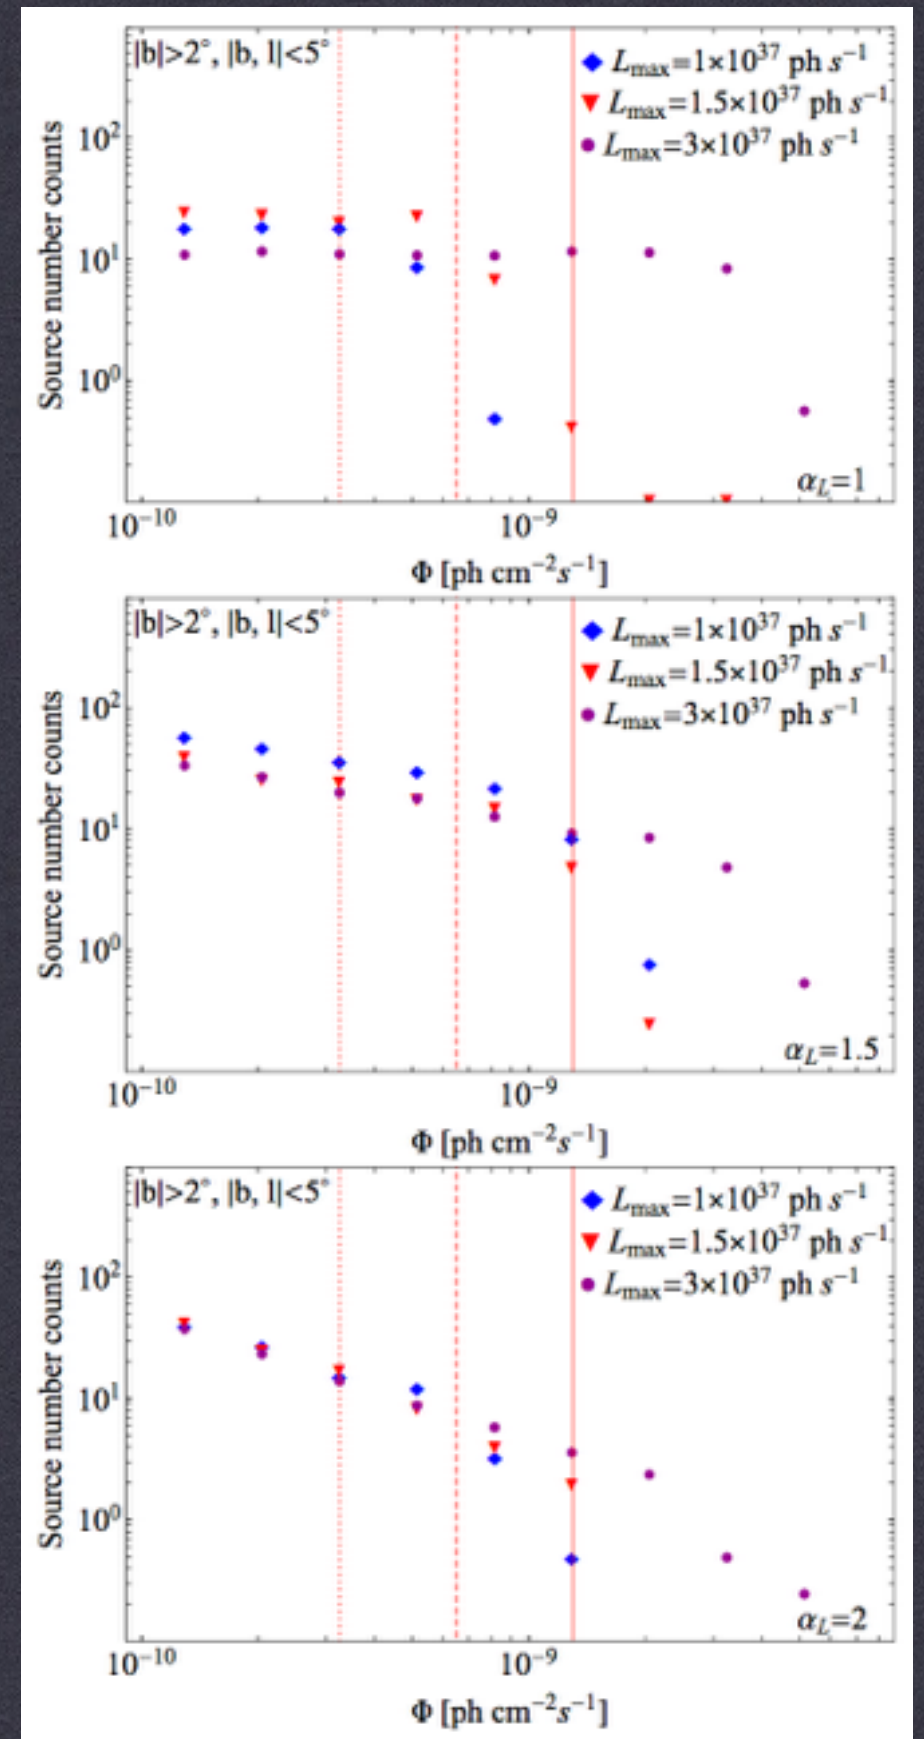 |b|>2°, |b, l|<5°
L_max=1×10^37 ph s^−1
L_max=1.5×10^37 ph s^−1
L_max=3×10^37 ph s^−1
Source number counts
10^2
10^1
10^0
α_L=1
10^−10
10^−9
Φ [ph cm^−2 s^−1]
|b|>2°, |b, l|<5°
L_max=1×10^37 ph s^−1
L_max=1.5×10^37 ph s^−1
L_max=3×10^37 ph s^−1
Source number counts
10^2
10^1
10^0
α_L=1.5
10^−10
10^−9
Φ [ph cm^−2 s^−1]
|b|>2°, |b, l|<5°
L_max=1×10^37 ph s^−1
L_max=1.5×10^37 ph s^−1
L_max=3×10^37 ph s^−1
Source number counts
10^2
10^1
10^0
α_L=2
10^−10
10^−9
Φ [ph cm^−2 s^−1]